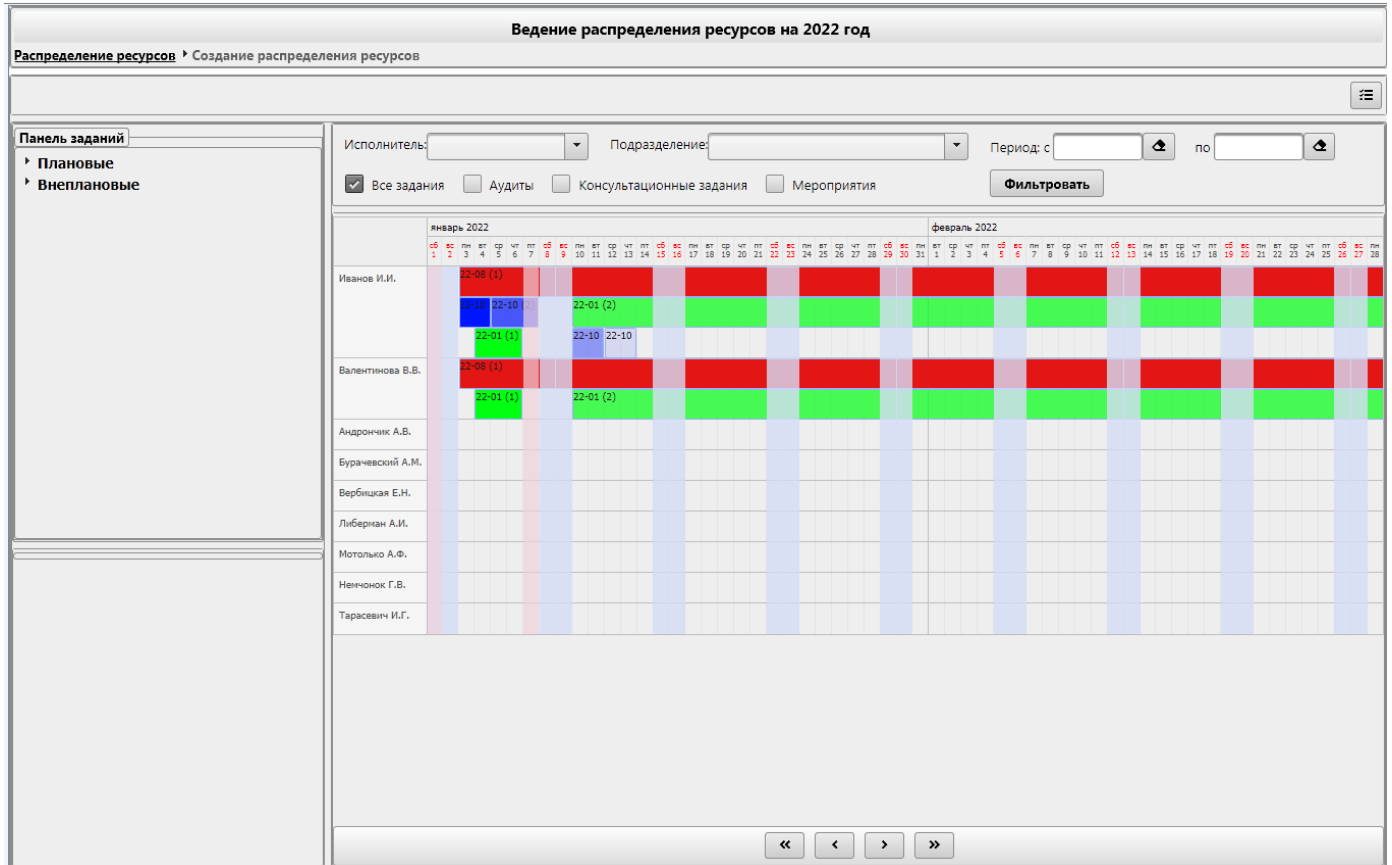 Ведение распределения ресурсов на 2022 год
Распределение ресурсов Создание распределения ресурсов
Панель заданий
Плановые
Внеплановые
Исполнитель: Подразделение: Период: с по
Все задания Аудиты Консультационные задания Мероприятия Фильтровать
январь 2022 февраль 2022
сб вс пн вт ср чт пт сб вс пн вт ср чт пт сб вс пн вт ср чт пт сб вс пн вт ср чт пт сб вс пн вт ср чт пт сб вс пн вт ср чт пт сб вс пн вт ср чт пт сб вс пн вт ср чт пт сб вс пн
1 2 3 4 5 6 7 8 9 10 11 12 13 14 15 16 17 18 19 20 21 22 23 24 25 26 27 28 29 30 31 1 2 3 4 5 6 7 8 9 10 11 12 13 14 15 16 17 18 19 20 21 22 23 24 25 26 27 28
Иванов И.И. 22-08 (1)
22-10 22-10 (2) 22-01 (2)
22-01 (1) 22-10 22-10
Валентинова В.В. 22-08 (1)
22-01 (1) 22-01 (2)
Андрончик А.В.
Бурачевский А.М.
Вербицкая Е.Н.
Либерман А.И.
Мотолько А.Ф.
Немчонок Г.В.
Тарасевич И.Г.